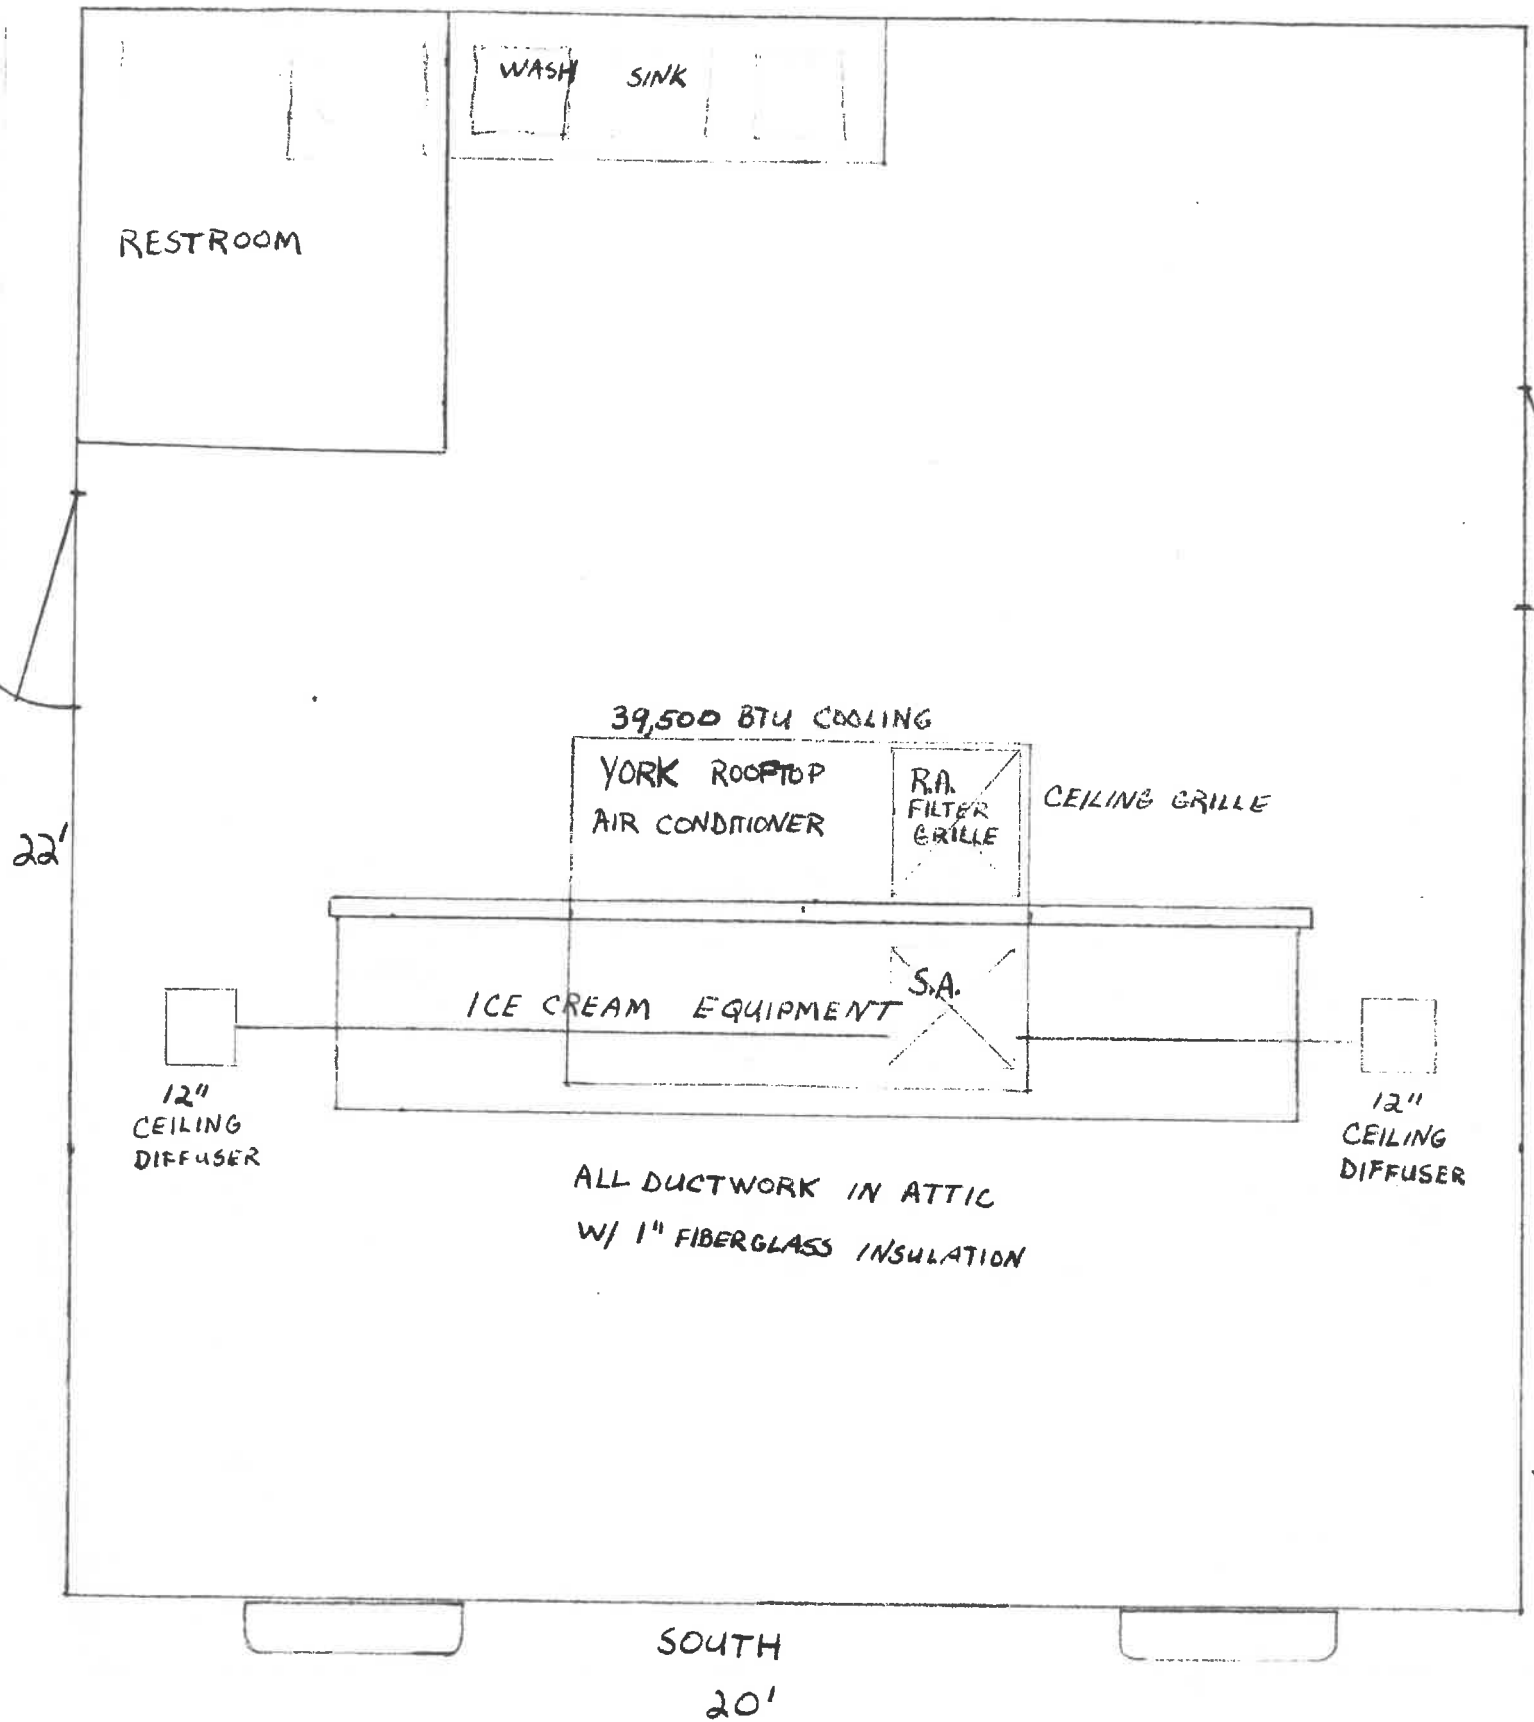 WASH SINK
RESTROOM
39,500 BTU COOLING
YORK ROOFTOP
AIR CONDITIONER
R.A.
FILTER
GRILLE
CEILING GRILLE
22'
S.A.
ICE CREAM EQUIPMENT
12"
CEILING
DIFFUSER
12"
CEILING
DIFFUSER
ALL DUCTWORK IN ATTIC
W/ 1" FIBERGLASS INSULATION
SOUTH
20'